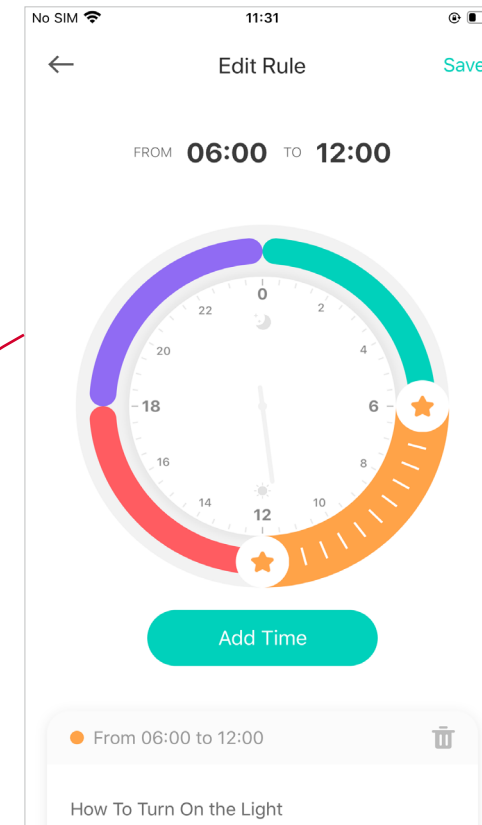 No SIM 11:31
Edit Rule Save
FROM 06:00 TO 12:00
0
22 2
20 4
18 6
16 8
14 10
12
Add Time
From 06:00 to 12:00
How To Turn On the Light